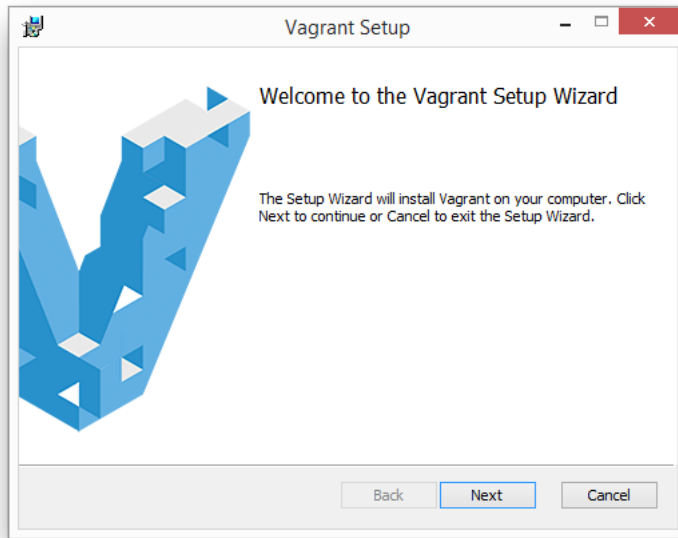 Vagrant Setup
Welcome to the Vagrant Setup Wizard
The Setup Wizard will install Vagrant on your computer. Click
Next to continue or Cancel to exit the Setup Wizard.
Back Next Cancel